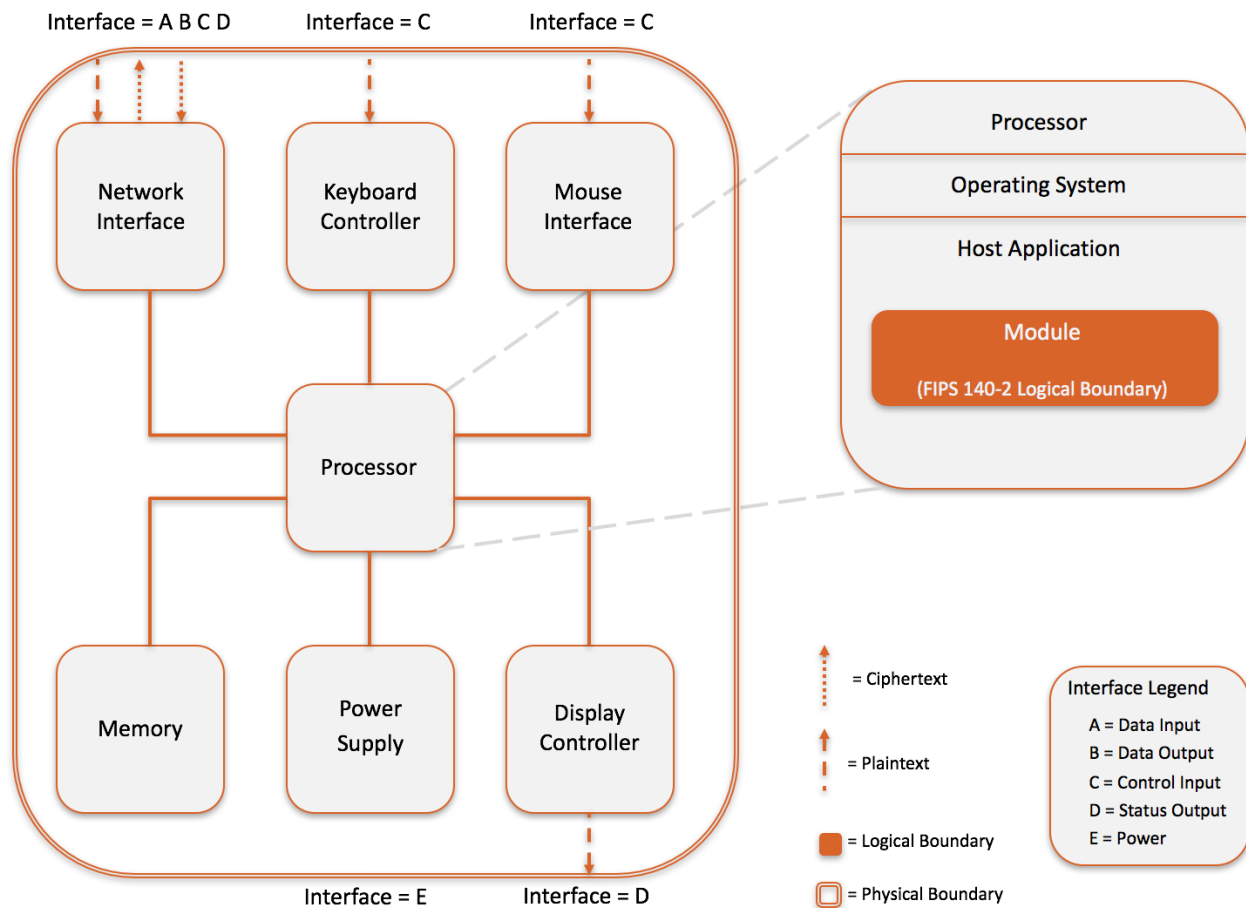 Interface = A B C D
Interface = C
Interface = C
Network
Interface
Keyboard
Controller
Mouse
Interface
Processor
Memory
Power
Supply
Display
Controller
Interface = E
Interface = D
Processor
Operating System
Host Application
Module
(FIPS 140-2 Logical Boundary)
= Ciphertext
= Plaintext
= Logical Boundary
= Physical Boundary
Interface Legend
A = Data Input
B = Data Output
C = Control Input
D = Status Output
E = Power